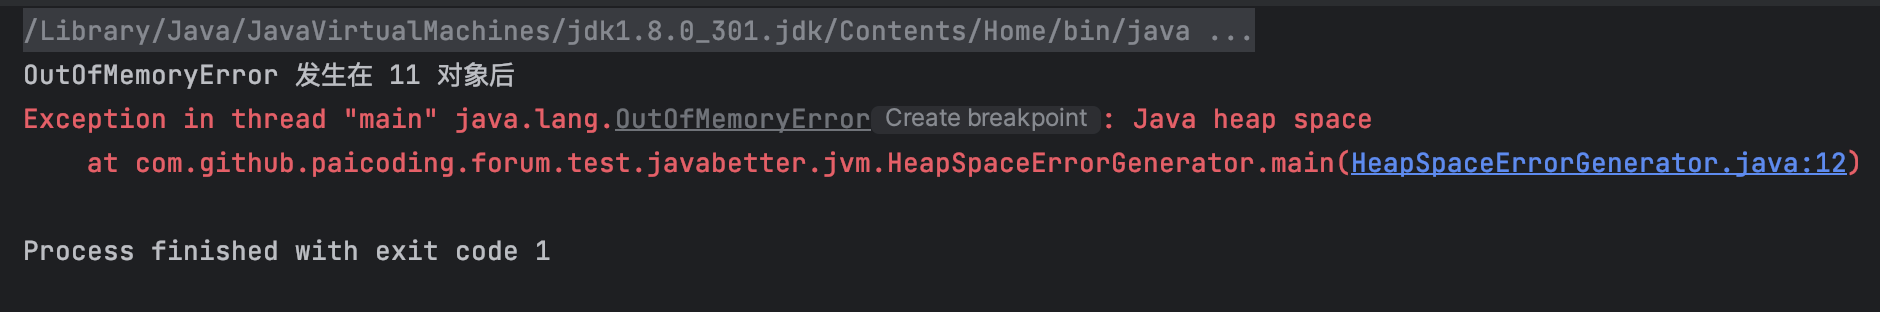 /Library/Java/JavaVirtualMachines/jdk1.8.0_301.jdk/Contents/Home/bin/java ...
OutOfMemoryError 发生在 11 对象后
Exception in thread "main" java.lang.OutOfMemoryError Create breakpoint : Java heap space
    at com.github.paicoding.forum.test.javabetter.jvm.HeapSpaceErrorGenerator.main(HeapSpaceErrorGenerator.java:12)
Process finished with exit code 1